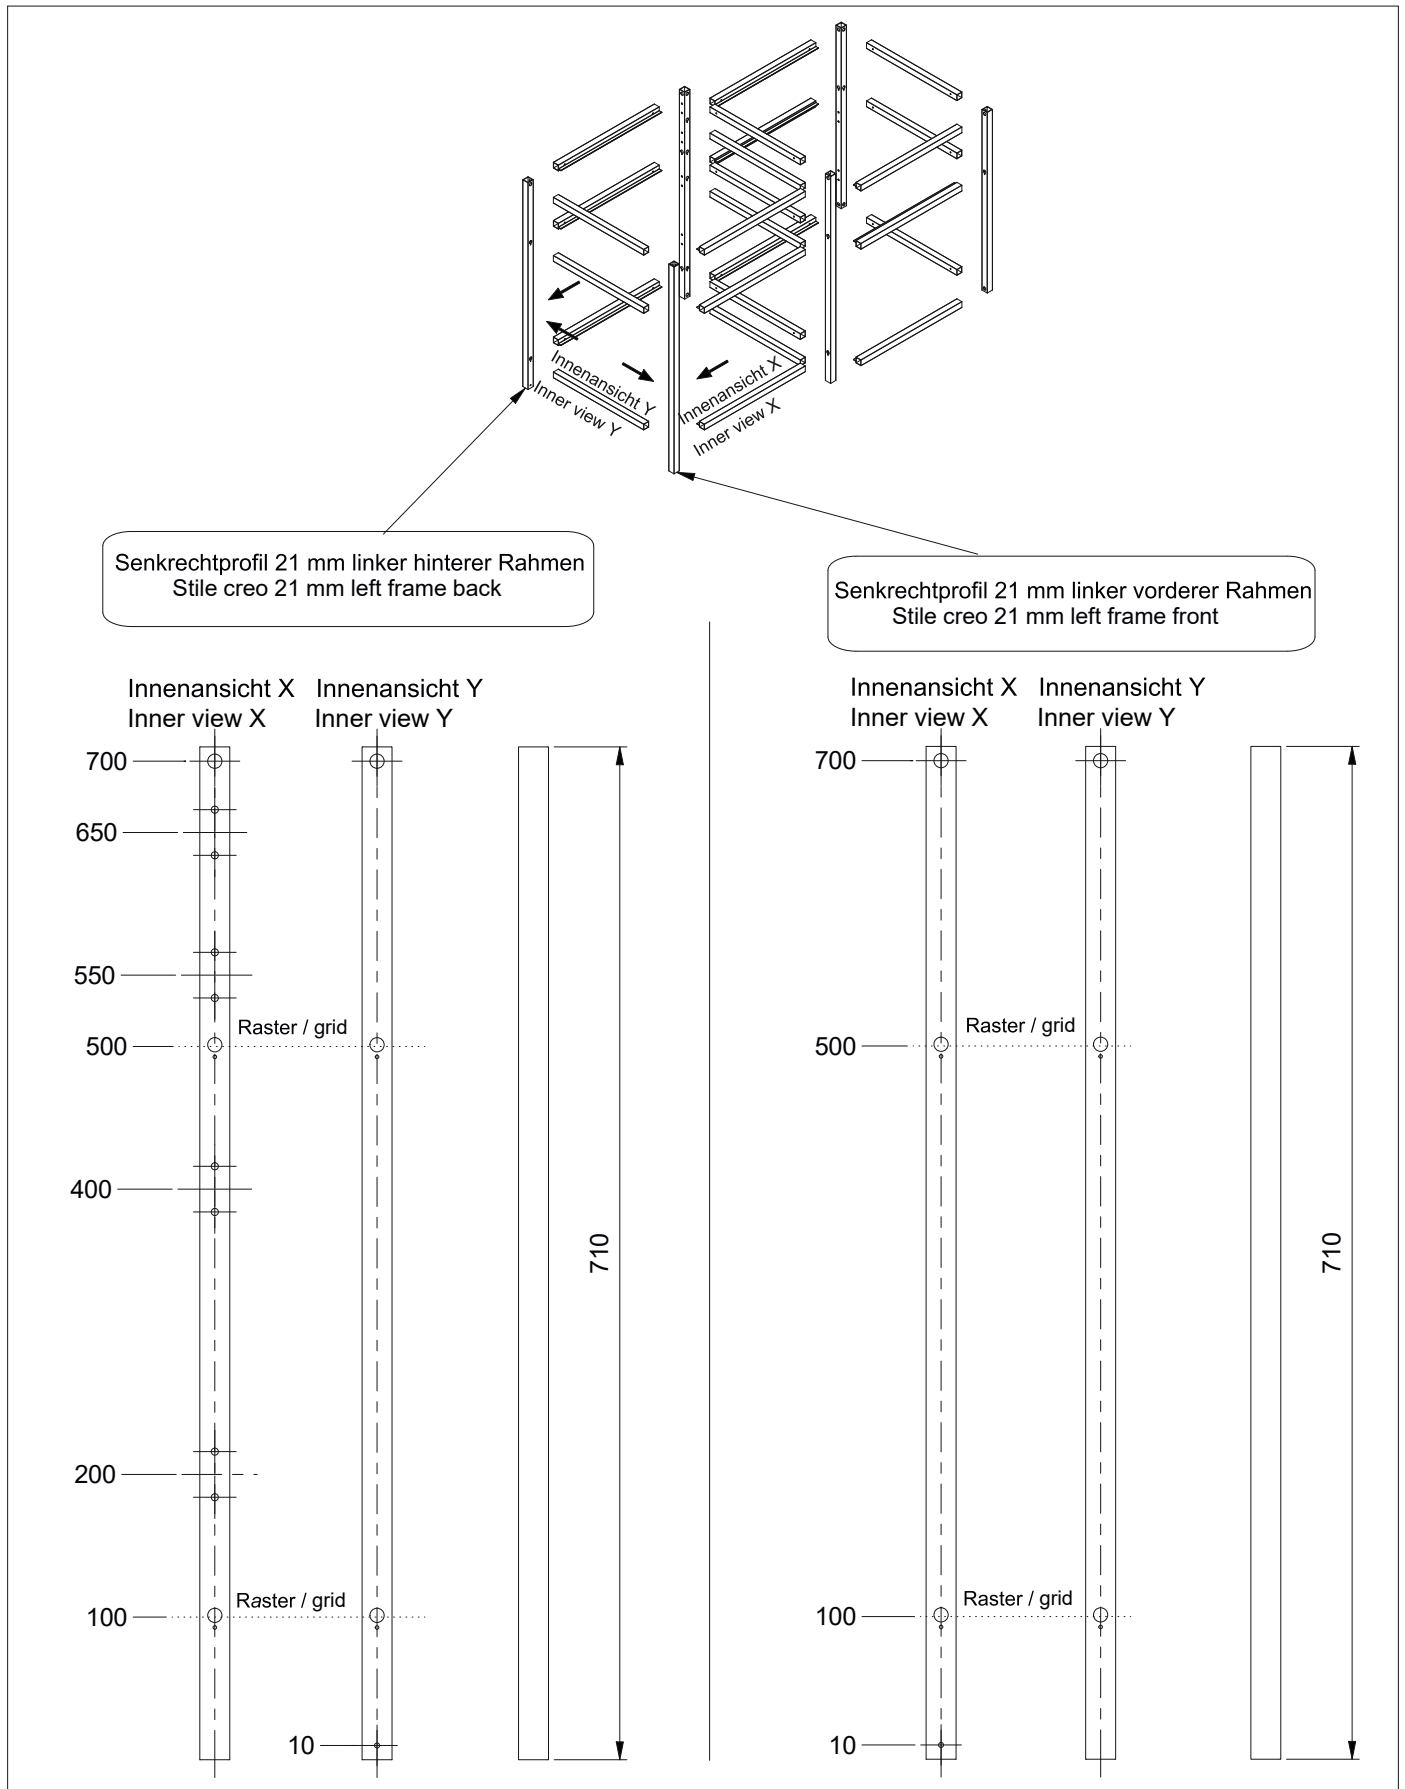 Innenansicht Y
Inner view Y
Innenansicht X
Inner view X
Senkrechtprofil 21 mm linker hinterer Rahmen
Stile creo 21 mm left frame back
Senkrechtprofil 21 mm linker vorderer Rahmen
Stile creo 21 mm left frame front
Innenansicht X Innenansicht Y
Inner view X Inner view Y
700
650
550
Raster / grid
500
400
710
200
Raster / grid
100
10
Innenansicht X Innenansicht Y
Inner view X Inner view Y
700
Raster / grid
500
710
Raster / grid
100
10